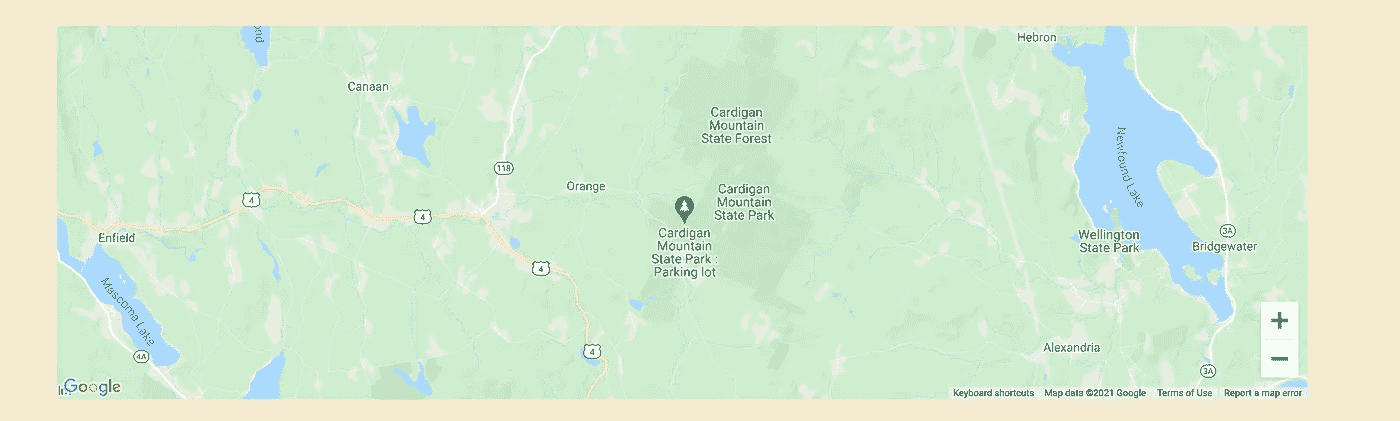 Hebron
Canaan
Cardigan
Mountain
State Forest
Newfound Lake
118
Orange
Cardigan
Mountain
State Park
4
4
Enfield
Cardigan
Mountain
State Park :
Parking lot
Wellington
State Park
3A
Bridgewater
4
Mascoma Lake
4
4A
Alexandria
3A
Google
Keyboard shortcuts Map data ©2021 Google Terms of Use Report a map error